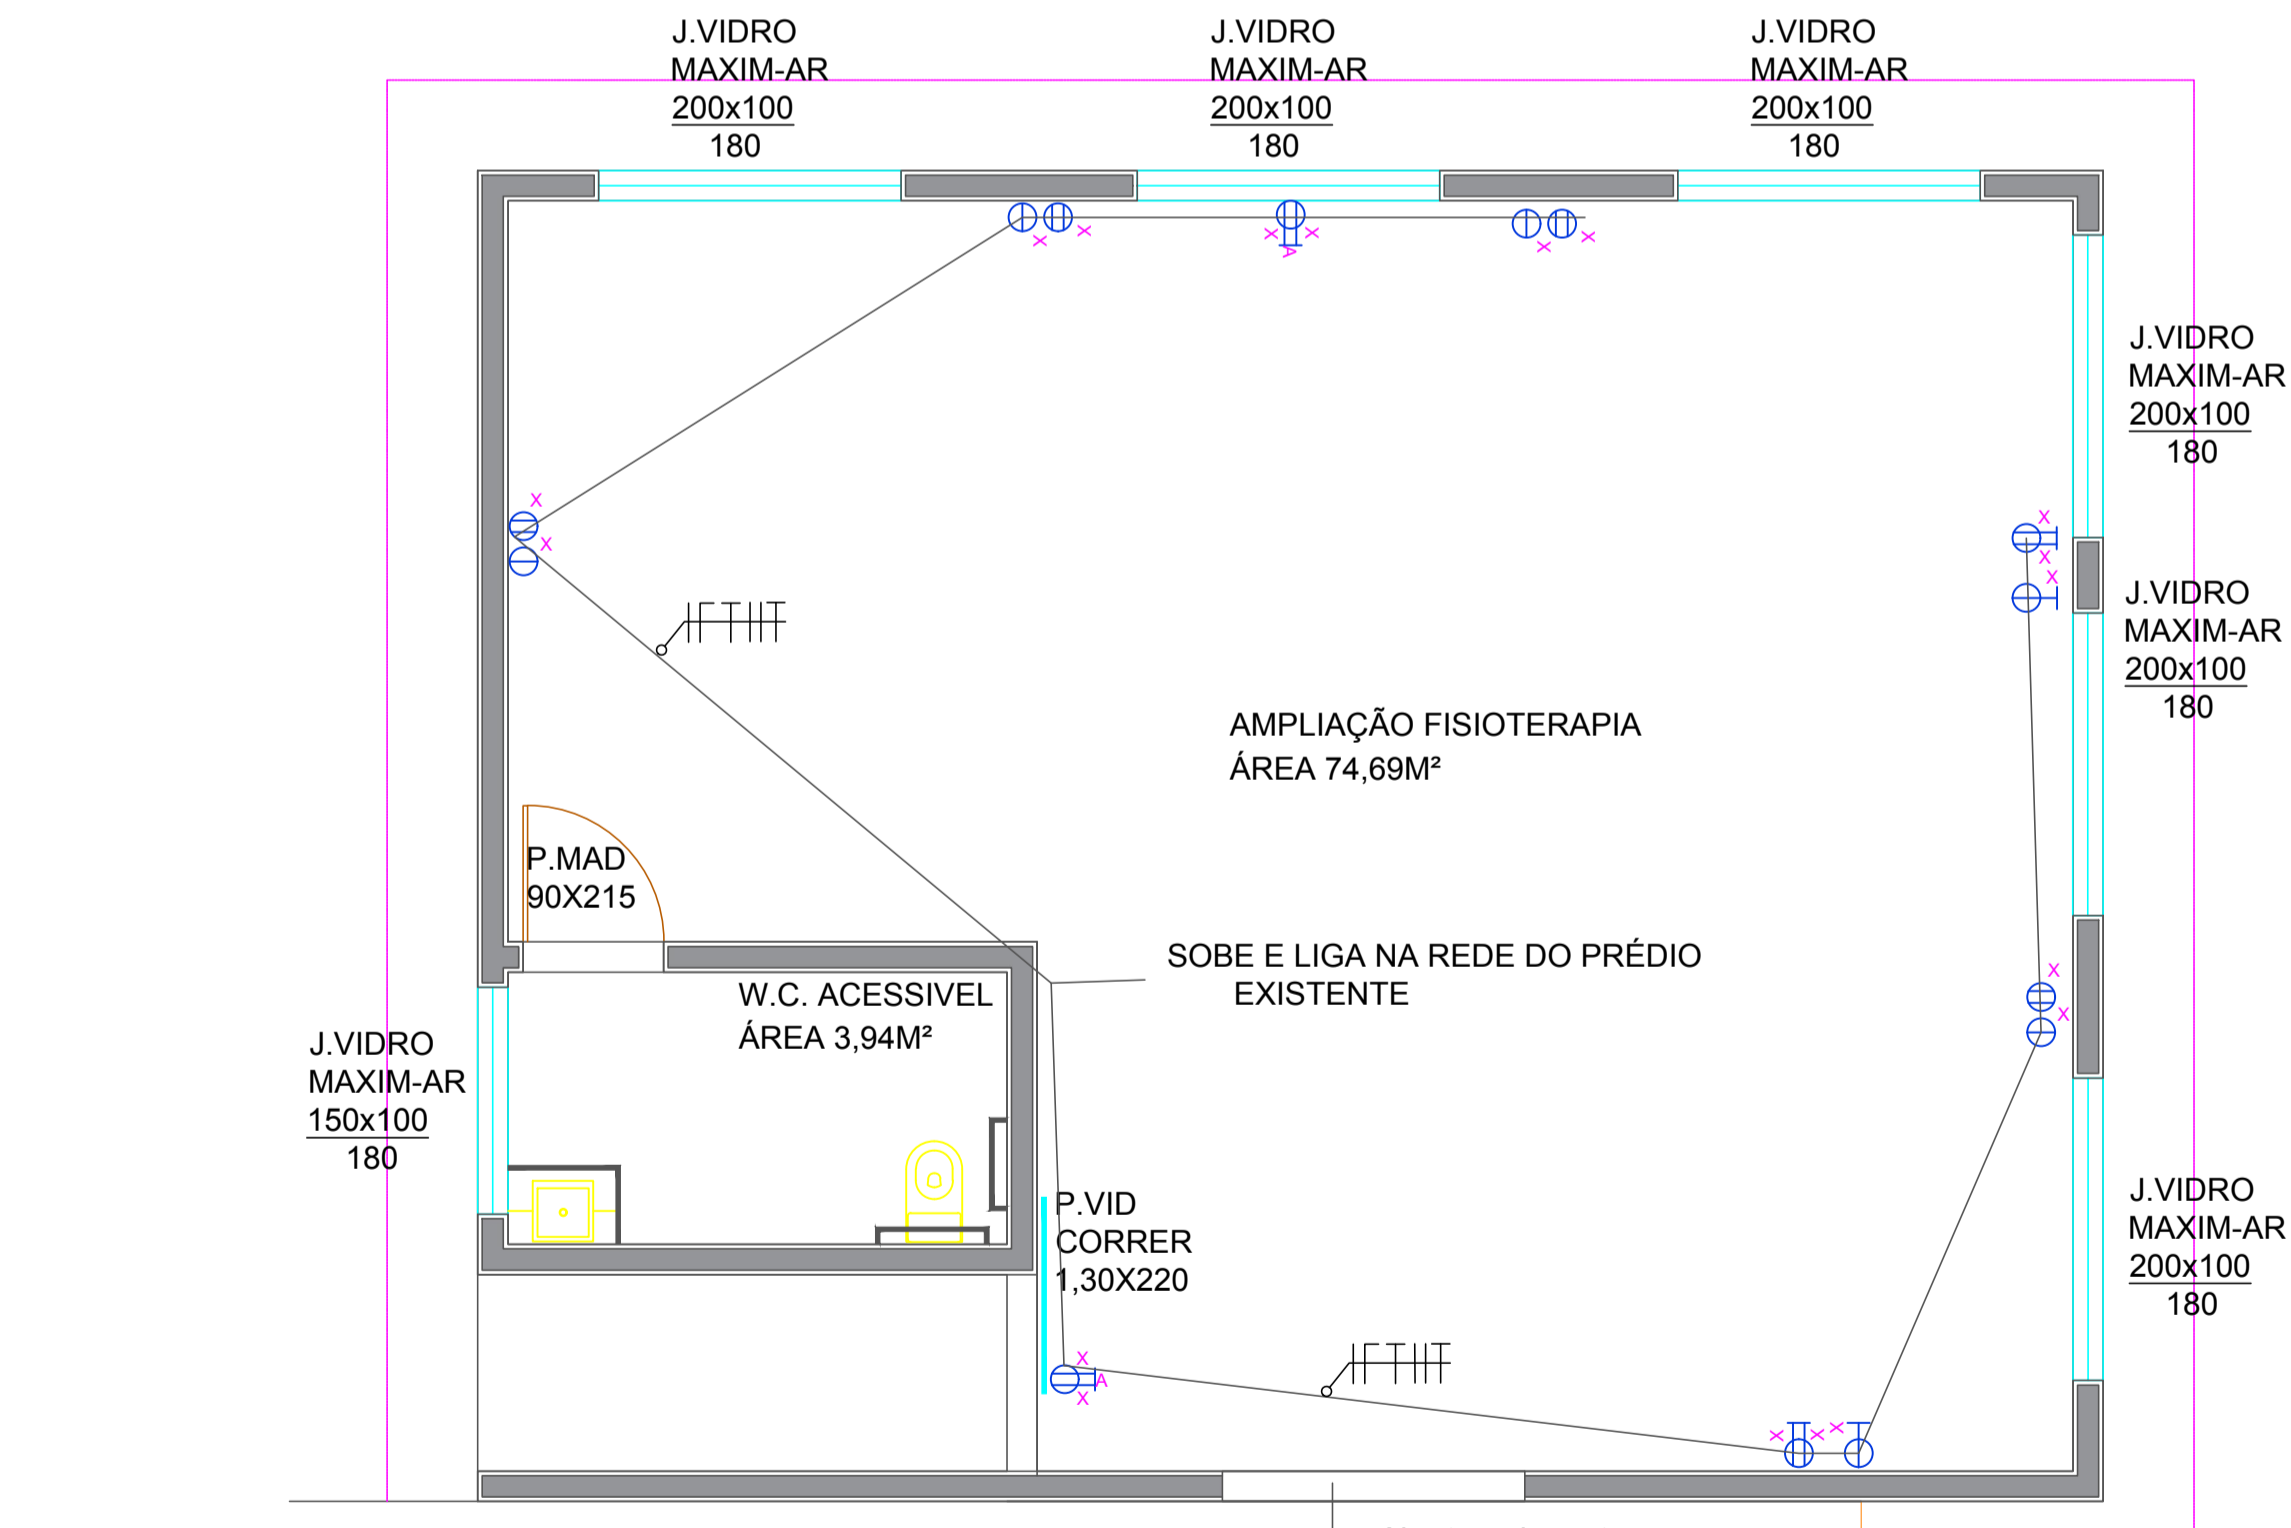 J.VIDRO
MAXIM-AR
200x100
180
J.VIDRO
MAXIM-AR
200x100
180
J.VIDRO
MAXIM-AR
200x100
180
X
X
X
X
A
X
X
J.VIDRO
MAXIM-AR
200x100
180
X
X
X
X
X
J.VIDRO
MAXIM-AR
200x100
180
AMPLIAÇÃO FISIOTERAPIA
ÁREA 74,69M²
P.MAD
90X215
SOBE E LIGA NA REDE DO PRÉDIO
EXISTENTE
W.C. ACESSIVEL
ÁREA 3,94M²
X
X
J.VIDRO
MAXIM-AR
150x100
180
P.VID
CORRER
1,30X220
J.VIDRO
MAXIM-AR
200x100
180
X
A
X
X
X
X